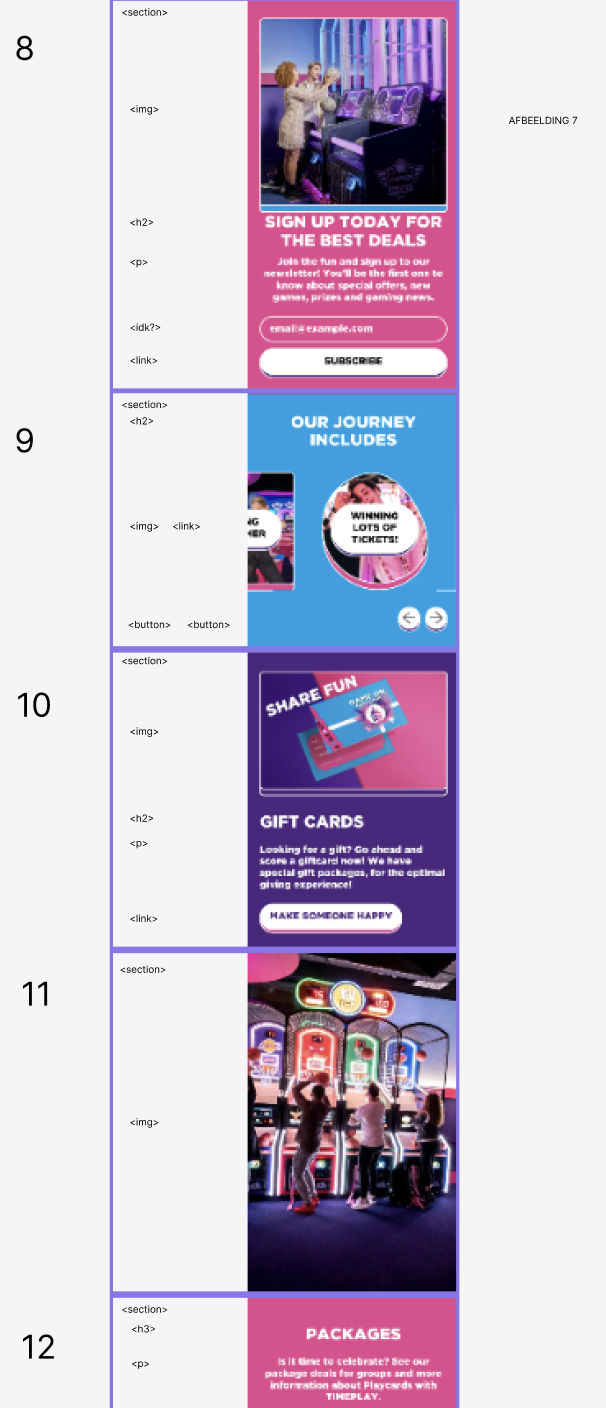 <section>
8
<img>
AFBEELDING 7
<h2>
SIGN UP TODAY FOR
THE BEST DEALS
<p>
Join the fun and sign up to our
newsletter! You'll be the first one to
know about special offers, new
games, prizes and gaming news.
<idk?>
email@example.com
<link>
SUBSCRIBE
<section>
<h2>
9
OUR JOURNEY
INCLUDES
<img> <link>
NG
HER
WINNING
LOTS OF
TICKETS!
<button> <button>
<section>
10
<img>
SHARE FUN
GAME ON
<h2>
GIFT CARDS
<p>
Looking for a gift? Go ahead and
score a giftcard now! We have
special gift packages, for the optimal
giving experience!
<link>
MAKE SOMEONE HAPPY
<section>
11
<img>
<section>
12
<h3>
PACKAGES
<p>
Is it time to celebrate? See our
package deals for groups and more
information about Playcards with
TIMEPLAY.